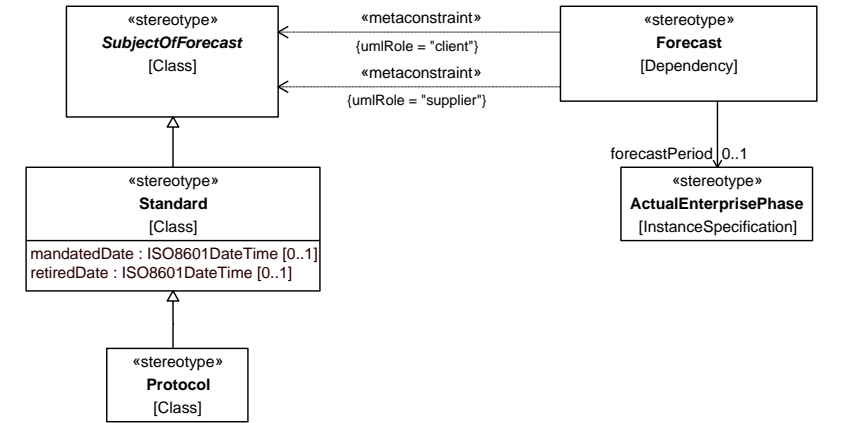 «stereotype»
SubjectOfForecast
[Class]
«metaconstraint»
{umlRole = "client"}
«metaconstraint»
{umlRole = "supplier"}
«stereotype»
Forecast
[Dependency]
forecastPeriod 0..1
«stereotype»
Standard
[Class]
mandatedDate : ISO8601DateTime [0..1]
retiredDate : ISO8601DateTime [0..1]
«stereotype»
ActualEnterprisePhase
[InstanceSpecification]
«stereotype»
Protocol
[Class]